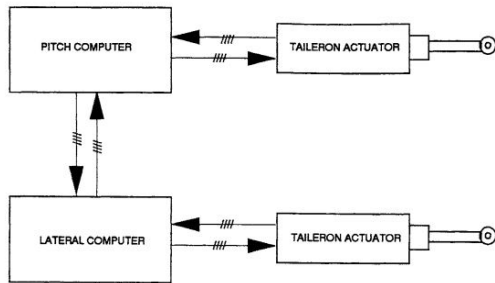 PITCH COMPUTER
TAILERON ACTUATOR
LATERAL COMPUTER
TAILERON ACTUATOR